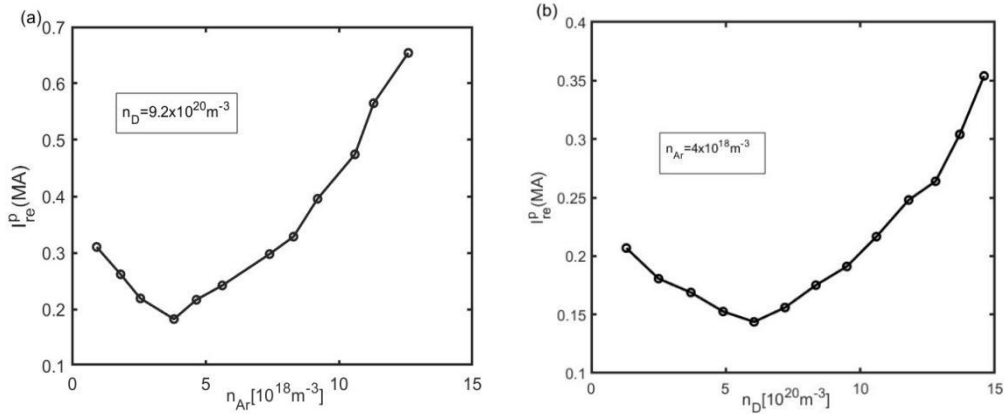 (a)
0.7
0.6
0.5
0.4
0.3
0.2
0.1
I^p_re(MA)
n_D=9.2x10^20m^-3
0 5 10 15
n_Ar[10^18m^-3]
(b)
0.4
0.35
0.3
0.25
0.2
0.15
0.1
I^p_re(MA)
n_Ar=4x10^18m^-3
0 5 10 15
n_D[10^20m^-3]